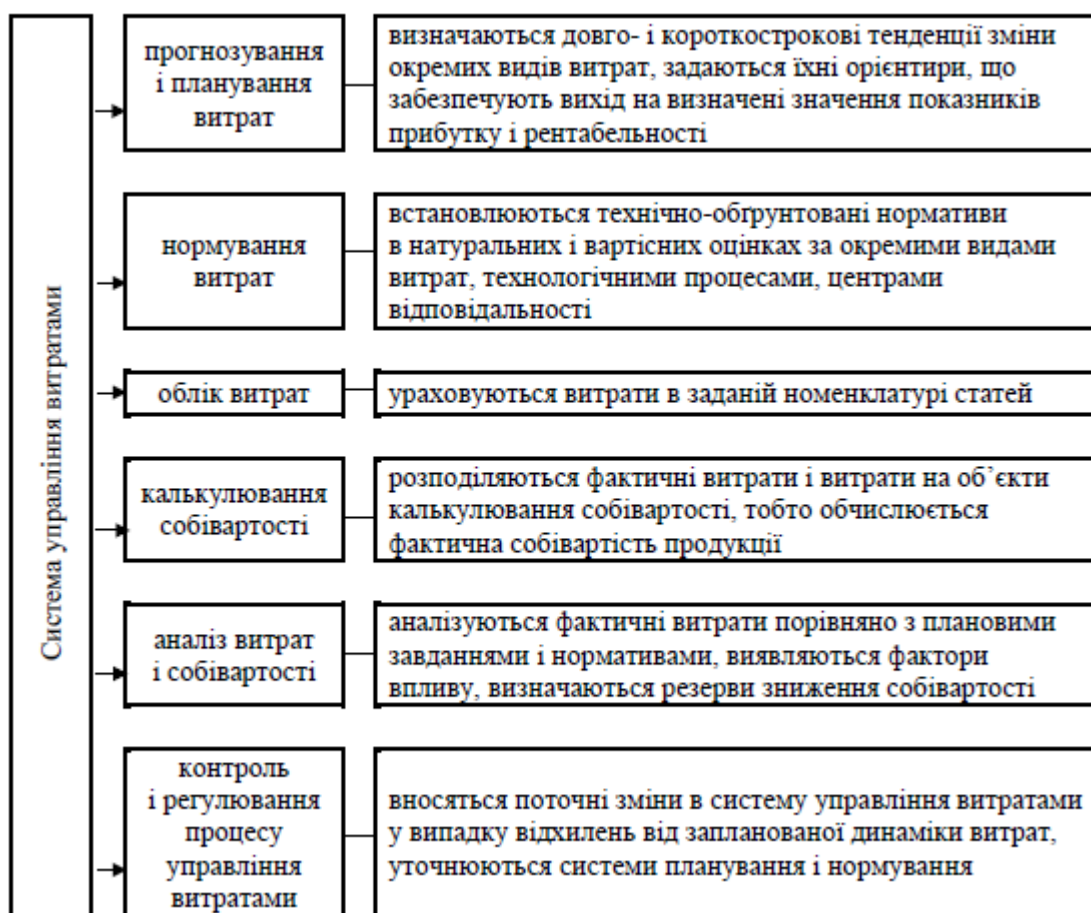 Система управління витратами
прогнозування
і планування
витрат
визначаються довго- і короткострокові тенденції зміни
окремих видів витрат, задаються їхні орієнтири, що
забезпечують вихід на визначені значення показників
прибутку і рентабельності
нормування
витрат
встановлюються технічно-обґрунтовані нормативи
в натуральних і вартісних оцінках за окремими видами
витрат, технологічними процесами, центрами
відповідальності
облік витрат
ураховуються витрати в заданій номенклатурі статей
калькулювання
собівартості
розподіляються фактичні витрати і витрати на об’єкти
калькулювання собівартості, тобто обчислюється
фактична собівартість продукції
аналіз витрат
і собівартості
аналізуються фактичні витрати порівняно з плановими
завданнями і нормативами, виявляються фактори
впливу, визначаються резерви зниження собівартості
контроль
і регулювання
процесу
управління
витратами
вносяться поточні зміни в систему управління витратами
у випадку відхилень від запланованої динаміки витрат,
уточнюються системи планування і нормування